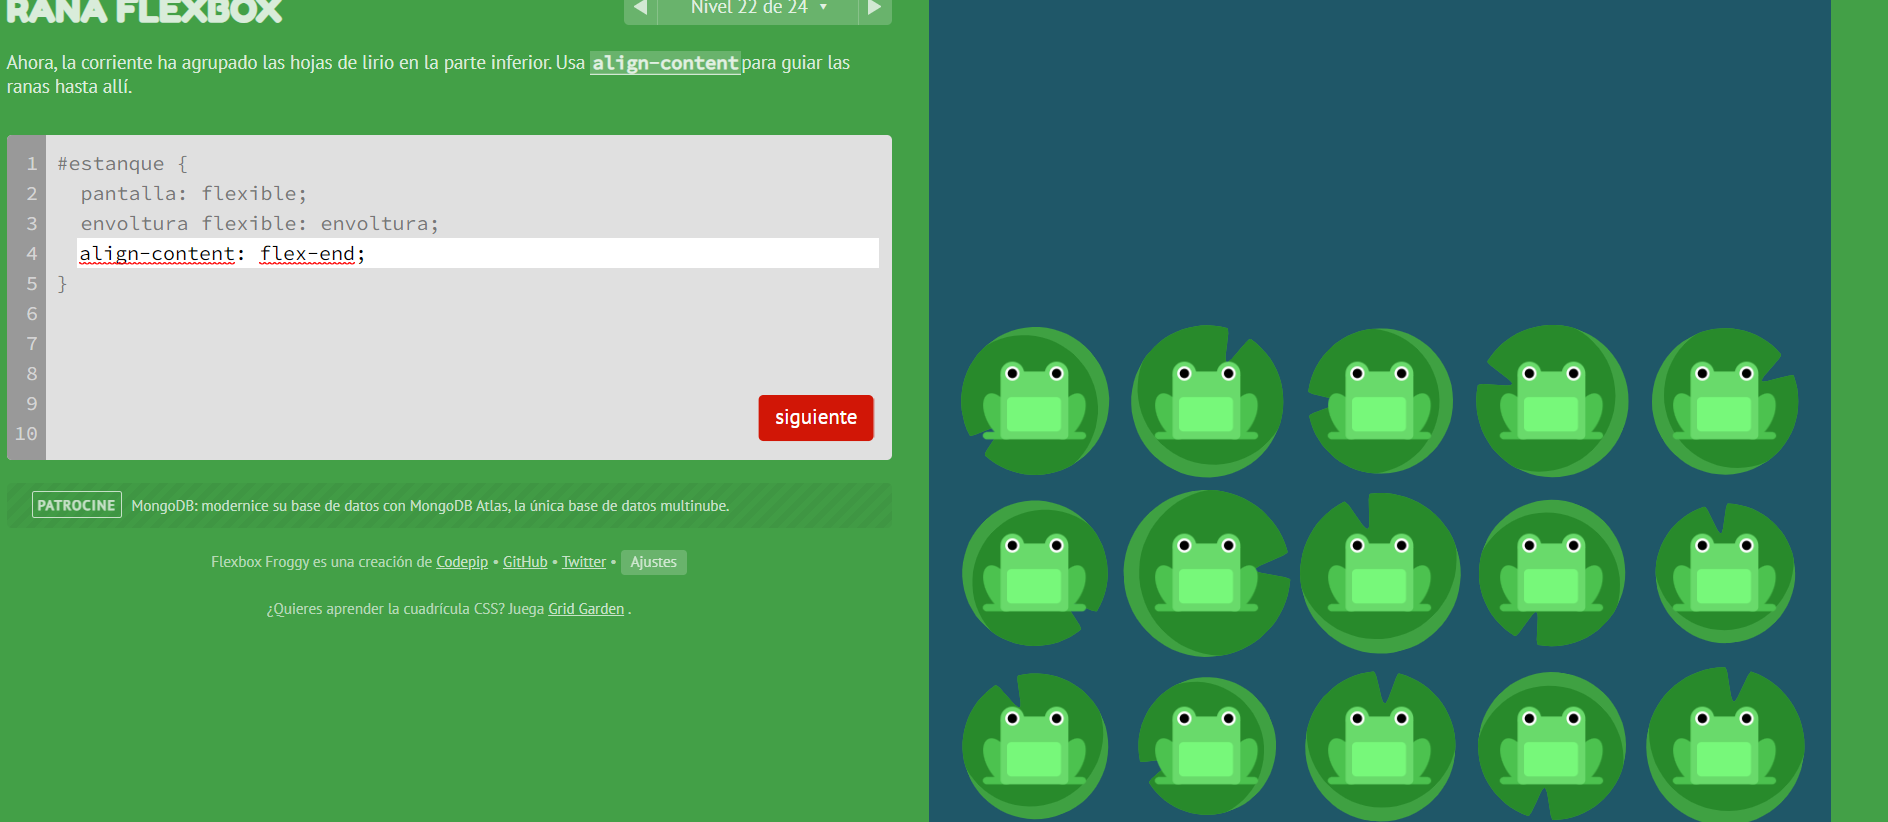 RANA FLEXBOX
Nivel 22 de 24 ▼
Ahora, la corriente ha agrupado las hojas de lirio en la parte inferior. Usa align-content para guiar las
ranas hasta allí.
1 #estanque {
2 pantalla: flexible;
3 envoltura flexible: envoltura;
4 align-content: flex-end;
5 }
6
7
8
9
10
siguiente
PATROCINE MongoDB: modernice su base de datos con MongoDB Atlas, la única base de datos multinube.
Flexbox Froggy es una creación de Codepip • GitHub • Twitter • Ajustes
¿Quieres aprender la cuadrícula CSS? Juega Grid Garden .